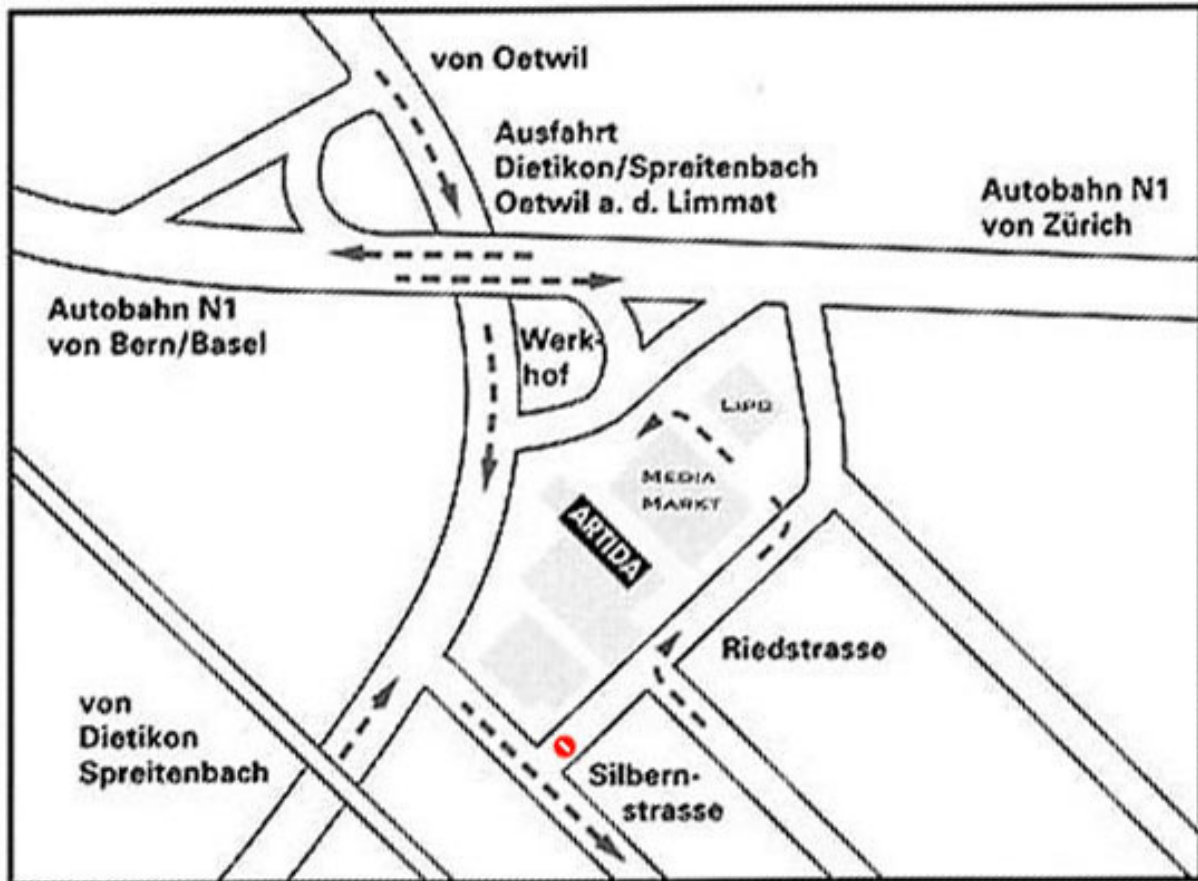 von Oetwil
Ausfahrt
Dietikon/Spreitenbach
Oetwil a. d. Limmat
Autobahn N1
von Zürich
Autobahn N1
von Bern/Basel
Werk-
hof
LIPO
MEDIA
MARKT
ARTIDA
Riedstrasse
von
Dietikon
Spreitenbach
Silbern-
strasse